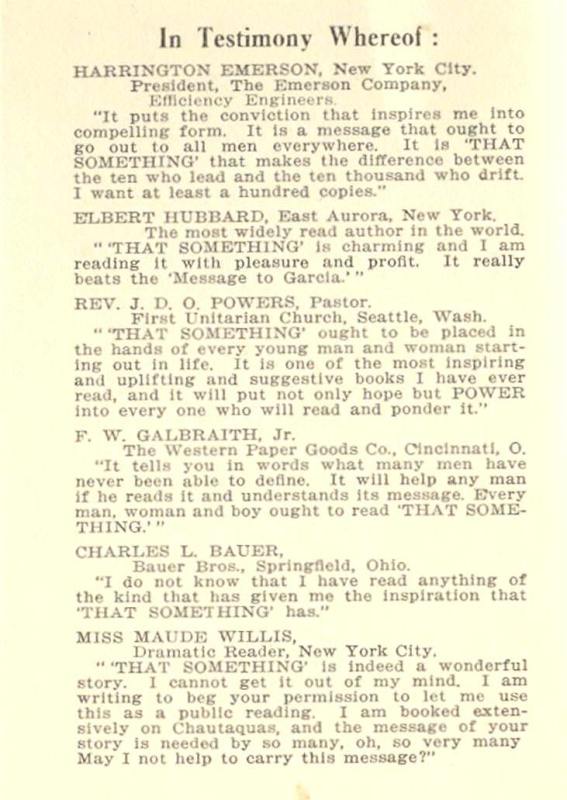 In Testimony Whereof :
HARRINGTON EMERSON, New York City.
President, The Emerson Company,
Efficiency Engineers.
"It puts the conviction that inspires me into
compelling form. It is a message that ought to
go out to all men everywhere. It is 'THAT
SOMETHING' that makes the difference between
the ten who lead and the ten thousand who drift.
I want at least a hundred copies."
ELBERT HUBBARD, East Aurora, New York.
The most widely read author in the world.
" 'THAT SOMETHING' is charming and I am
reading it with pleasure and profit. It really
beats the 'Message to Garcia.' "
REV. J. D. O. POWERS, Pastor.
First Unitarian Church, Seattle, Wash.
" 'THAT SOMETHING' ought to be placed in
the hands of every young man and woman start-
ing out in life. It is one of the most inspiring
and uplifting and suggestive books I have ever
read, and it will put not only hope but POWER
into every one who will read and ponder it."
F. W. GALBRAITH, Jr.
The Western Paper Goods Co., Cincinnati, O.
"It tells you in words what many men have
never been able to define. It will help any man
if he reads it and understands its message. Every
man, woman and boy ought to read 'THAT SOME-
THING.' "
CHARLES L. BAUER,
Bauer Bros., Springfield, Ohio.
"I do not know that I have read anything of
the kind that has given me the inspiration that
'THAT SOMETHING' has."
MISS MAUDE WILLIS,
Dramatic Reader, New York City.
" 'THAT SOMETHING' is indeed a wonderful
story. I cannot get it out of my mind. I am
writing to beg your permission to let me use
this as a public reading. I am booked exten-
sively on Chautaquas, and the message of your
story is needed by so many, oh, so very many
May I not help to carry this message?"